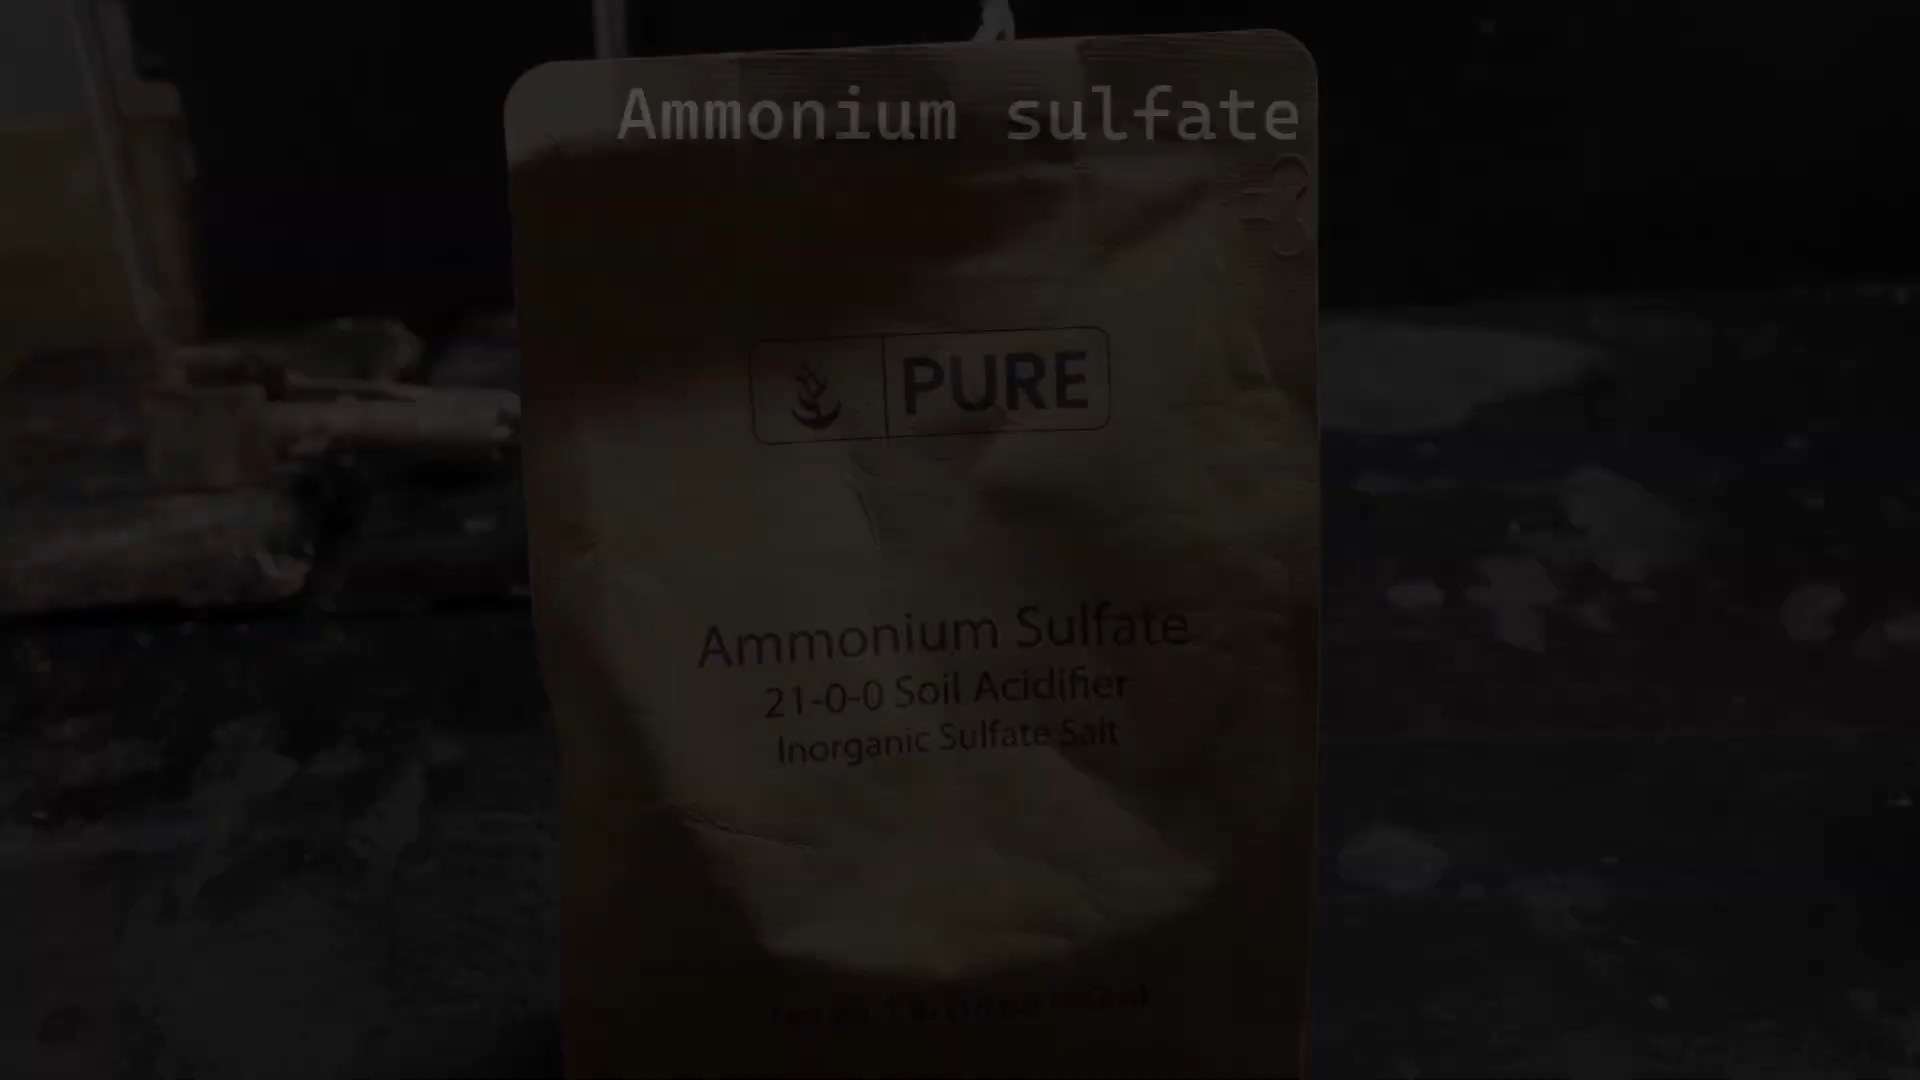 Ammonium sulfate
PURE
Ammonium Sulfate
21-0-0 Soil Acidifier
Inorganic Sulfate Salt